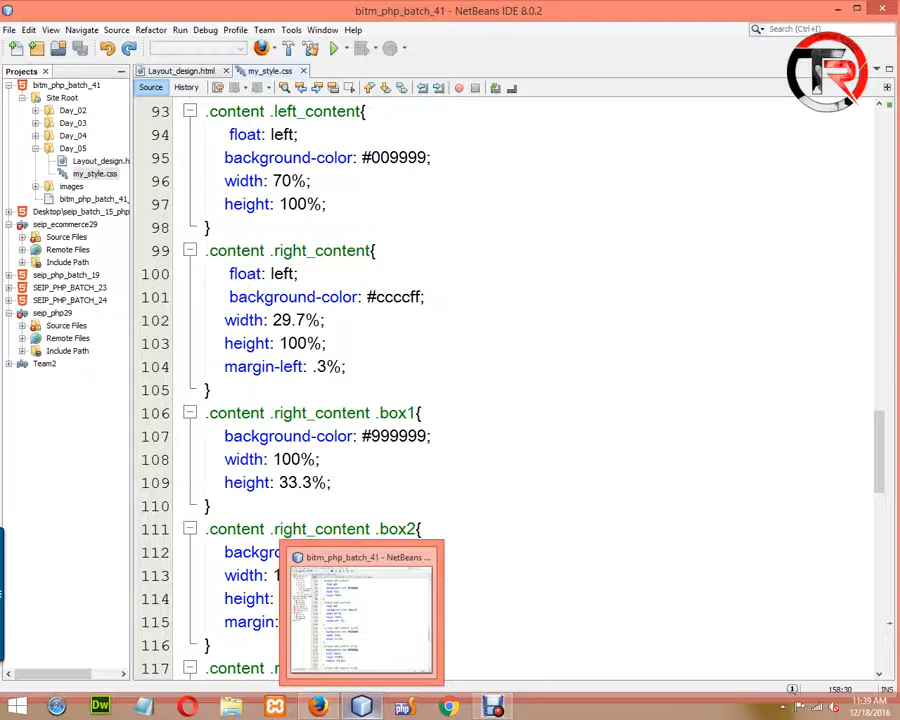 bitm_php_batch_41 - NetBeans IDE 8.0.2
File Edit View Navigate Source Refactor Run Debug Profile Team Tools Window Help
Search (Ctrl+I)
Projects
Layout_design.html
my_style.css
Source History
bitm_php_batch_41
Site Root
Day_02
Day_03
Day_04
Day_05
Layout_design.h
my_style.css
images
bitm_php_batch_41_
Desktop\seip_batch_15_php
seip_ecommerce29
Source Files
Remote Files
Include Path
seip_php_batch_19
SEIP_PHP_BATCH_23
SEIP_PHP_BATCH_24
seip_php29
Source Files
Remote Files
Include Path
Team2
93 .content .left_content{
94 float: left;
95 background-color: #009999;
96 width: 70%;
97 height: 100%;
98 }
99 .content .right_content{
100 float: left;
101 background-color: #ccccff;
102 width: 29.7%;
103 height: 100%;
104 margin-left: .3%;
105 }
106 .content .right_content .box1{
107 background-color: #999999;
108 width: 100%;
109 height: 33.3%;
110 }
111 .content .right_content .box2{
112 backgro
113 width: 1
114 height:
115 margin:
116 }
117 .content .r
bitm_php_batch_41 - NetBeans ...
158:30
Dw
php
11:39 AM
12/18/2016